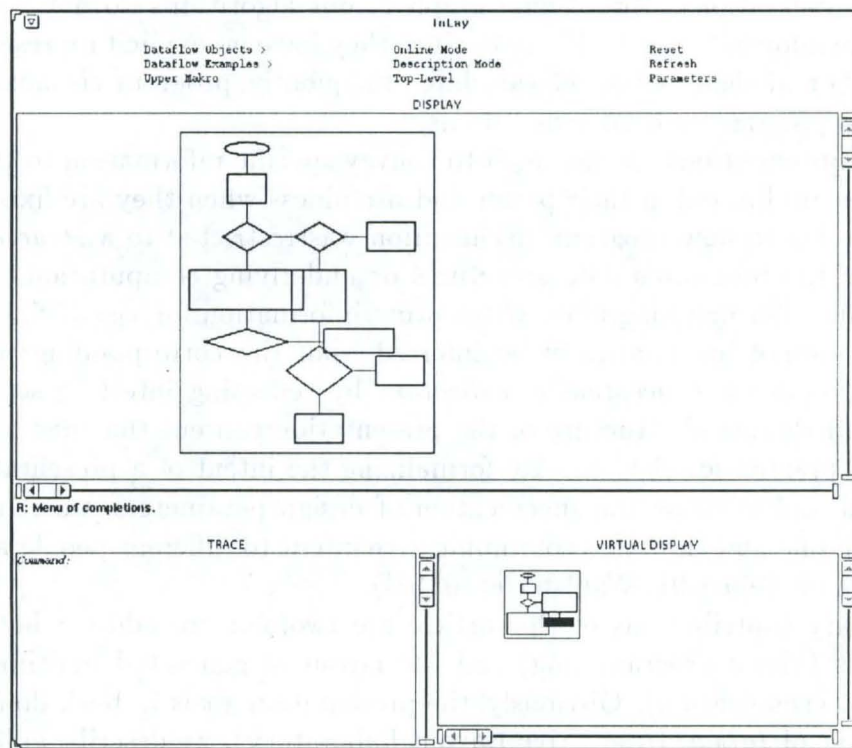 InLay
Dataflow Objects > Online Mode Reset
Dataflow Examples > Description Mode Refresh
Upper Makro Top-Level Parameters
DISPLAY
R: Menu of completions.
TRACE
VIRTUAL DISPLAY
Command: